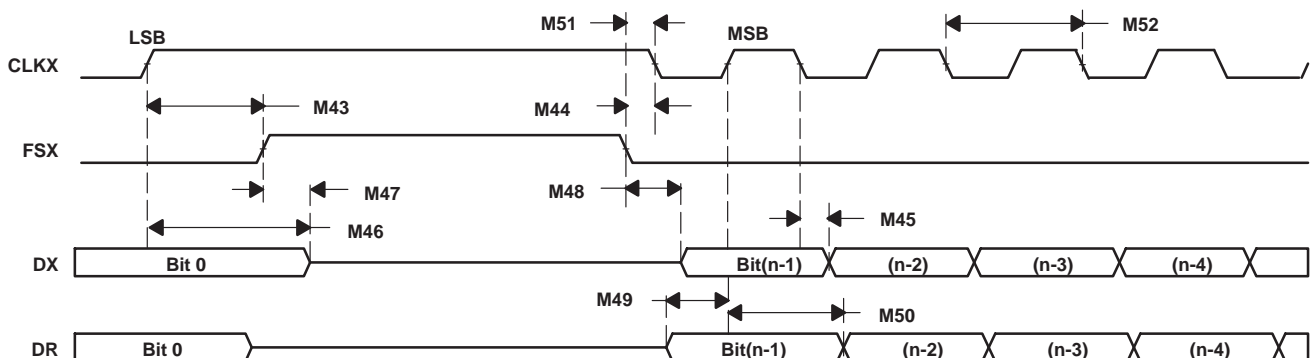 M51
M52
LSB
MSB
CLKX
M43
M44
FSX
M47
M48
M46
M45
DX
Bit 0
Bit(n-1)
(n-2)
(n-3)
(n-4)
M49
M50
DR
Bit 0
Bit(n-1)
(n-2)
(n-3)
(n-4)